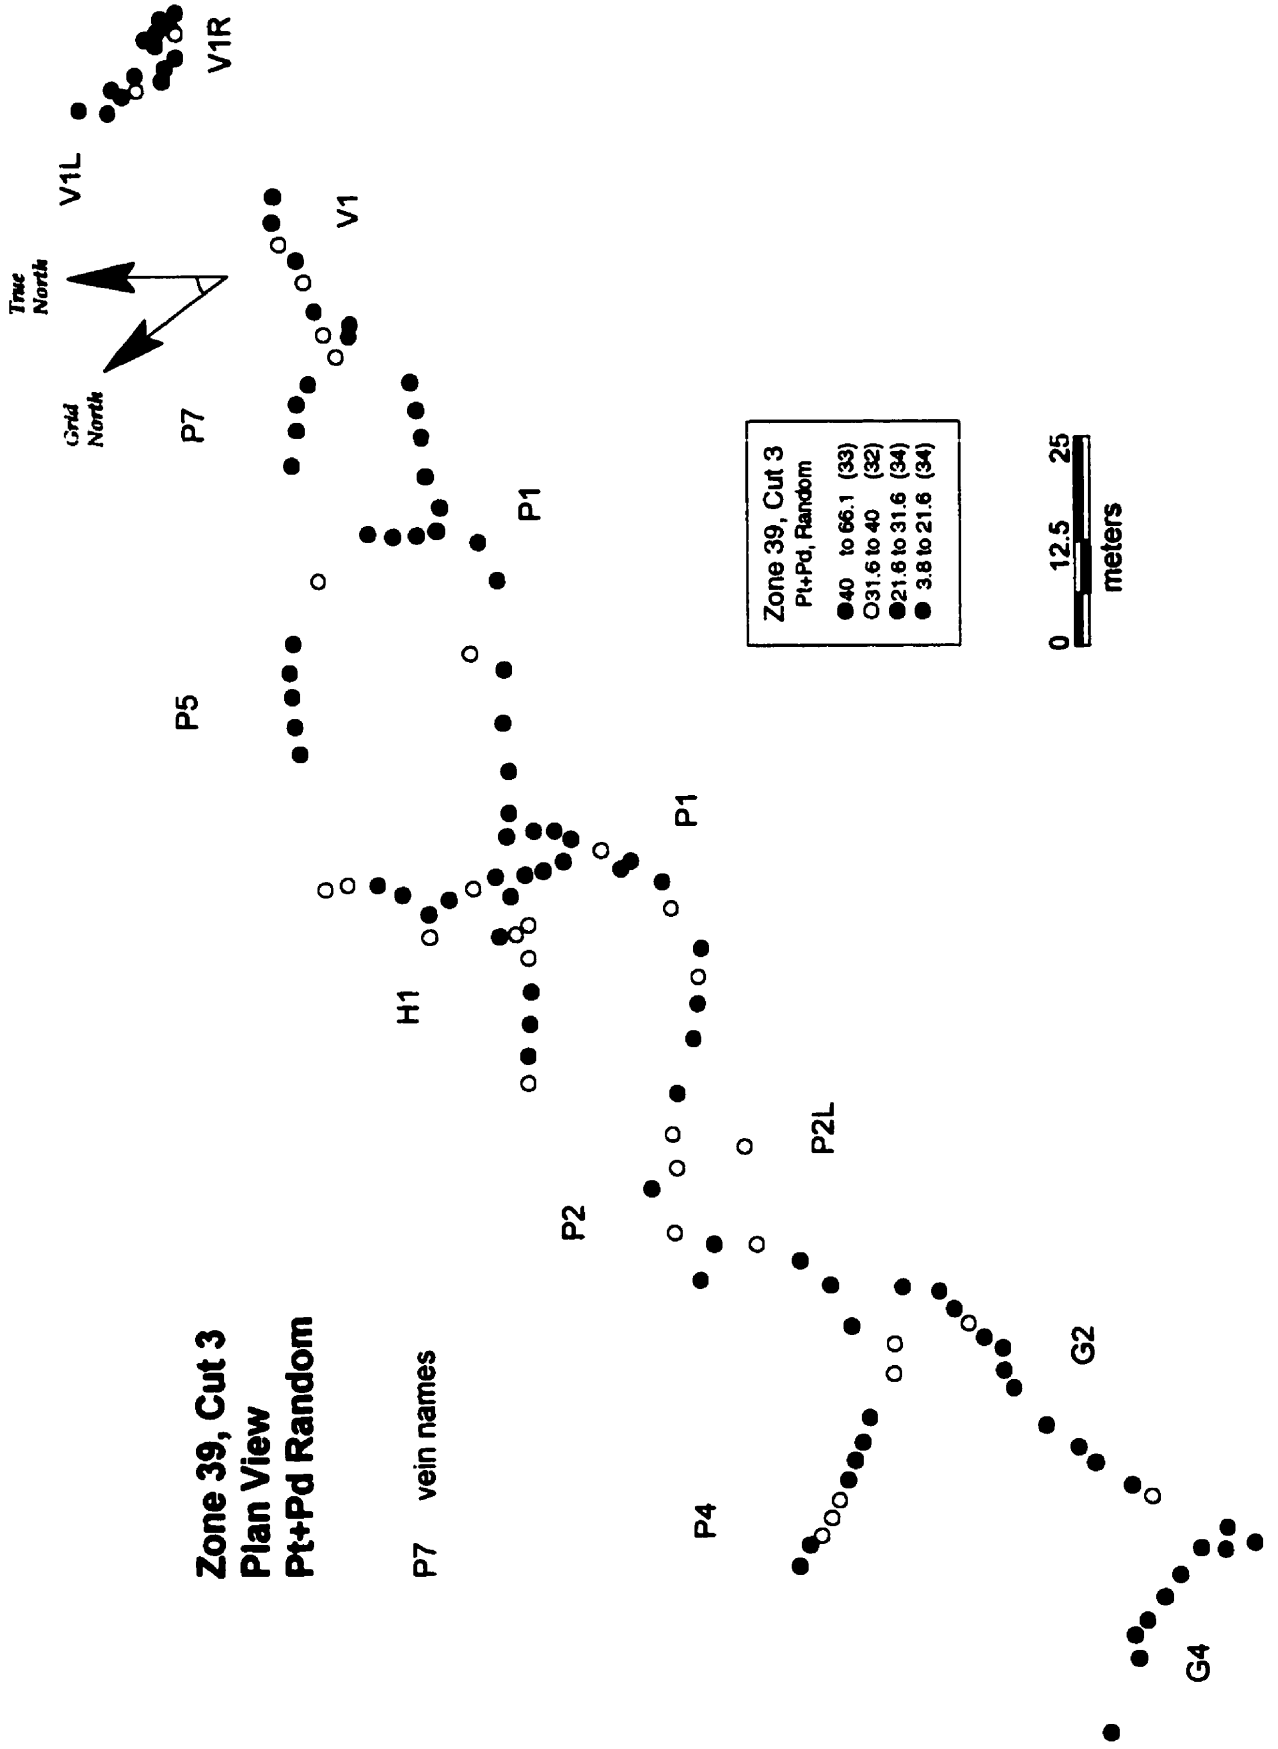 Zone 39, Cut 3
Plan View
Pt+Pd Random
P7 vein names
True
North
Grid
North
V1L
V1R
V1
P7
P5
P1
P1
H1
P2
P2L
P4
G2
G4
Zone 39, Cut 3
Pt+Pd, Random
40 to 66.1 (33)
31.6 to 40 (32)
21.6 to 31.6 (34)
3.8 to 21.6 (34)
0 12.5 25
meters